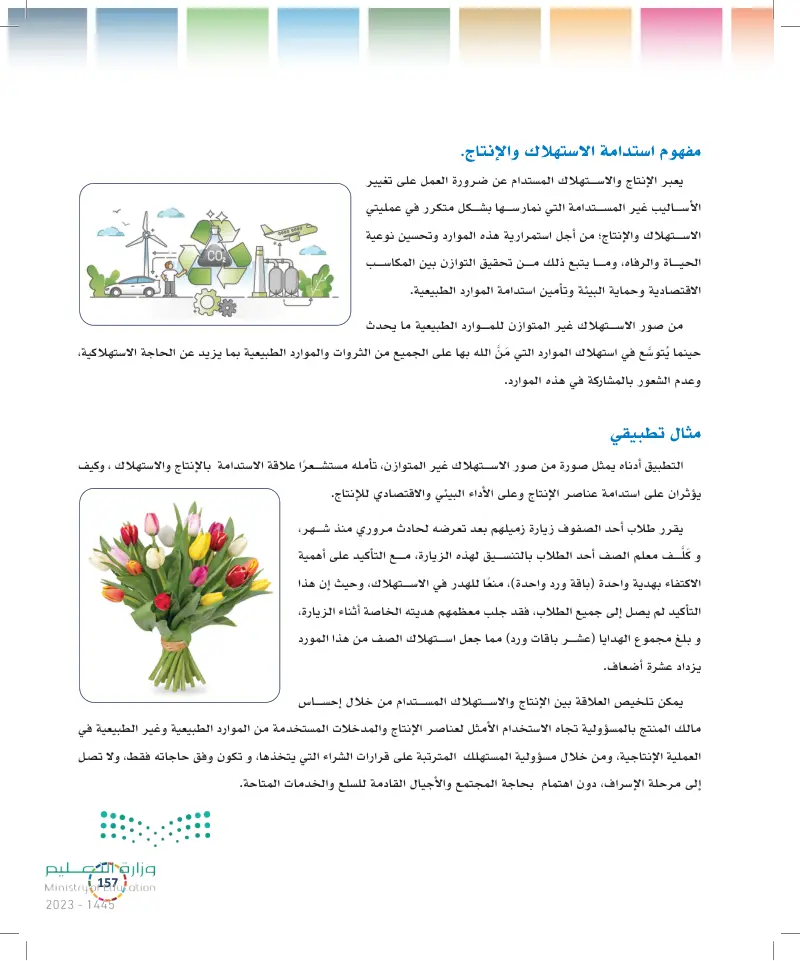 مفهوم استدامة الاستهلاك والإنتاج.
يعبر الإنتاج والاستهلاك المستدام عن ضرورة العمل على تغيير
الأساليب غير المستدامة التي نمارسها بشكل متكرر في عمليتي
الاستهلاك والإنتاج؛ من أجل استمرارية هذه الموارد وتحسين نوعية
الحياة والرفاه، وما يتبع ذلك من تحقيق التوازن بين المكاسب
الاقتصادية وحماية البيئة وتأمين استدامة الموارد الطبيعية.
CO2
من صور الاستهلاك غير المتوازن للموارد الطبيعية ما يحدث
حينما يُتوسَّع في استهلاك الموارد التي مَنَّ الله بها على الجميع من الثروات والموارد الطبيعية بما يزيد عن الحاجة الاستهلاكية،
وعدم الشعور بالمشاركة في هذه الموارد.
مثال تطبيقي
التطبيق أدناه يمثل صورة من صور الاستهلاك غير المتوازن، تأمله مستشعرًا علاقة الاستدامة بالإنتاج والاستهلاك ، وكيف
يؤثران على استدامة عناصر الإنتاج وعلى الأداء البيئي والاقتصادي للإنتاج.
يقرر طلاب أحد الصفوف زيارة زميلهم بعد تعرضه لحادث مروري منذ شهر،
و كَلَّف معلم الصف أحد الطلاب بالتنسيق لهذه الزيارة، مع التأكيد على أهمية
الاكتفاء بهدية واحدة (باقة ورد واحدة)، منعًا للهدر في الاستهلاك، وحيث إن هذا
التأكيد لم يصل إلى جميع الطلاب، فقد جلب معظمهم هديته الخاصة أثناء الزيارة،
و بلغ مجموع الهدايا (عشر باقات ورد) مما جعل استهلاك الصف من هذا المورد
يزداد عشرة أضعاف.
يمكن تلخيص العلاقة بين الإنتاج والاستهلاك المستدام من خلال إحساس
مالك المنتج بالمسؤولية تجاه الاستخدام الأمثل لعناصر الإنتاج والمدخلات المستخدمة من الموارد الطبيعية وغير الطبيعية في
العملية الإنتاجية، ومن خلال مسؤولية المستهلك المترتبة على قرارات الشراء التي يتخذها، و تكون وفق حاجاته فقط، ولا تصل
إلى مرحلة الإسراف، دون اهتمام بحاجة المجتمع والأجيال القادمة للسلع والخدمات المتاحة.
وزارة التعليم
157
Ministry of Education
2023 - 1445